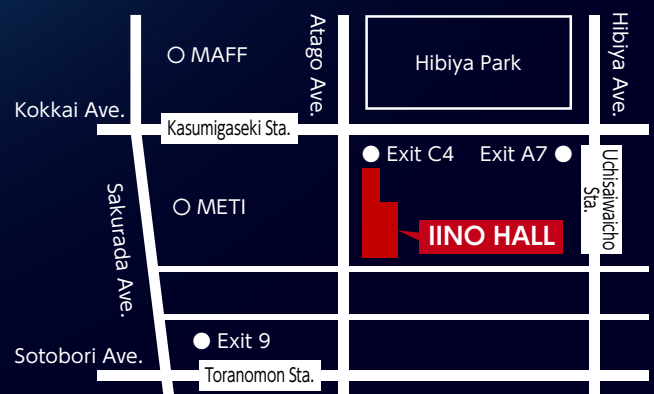 MAFF
Atago Ave.
Hibiya Park
Hibiya Ave.
Kokkai Ave.
Kasumigaseki Sta.
Exit C4
Exit A7
Uchisaiwaicho
Sta.
Sakurada Ave.
METI
IINO HALL
Exit 9
Sotobori Ave.
Toranomon Sta.